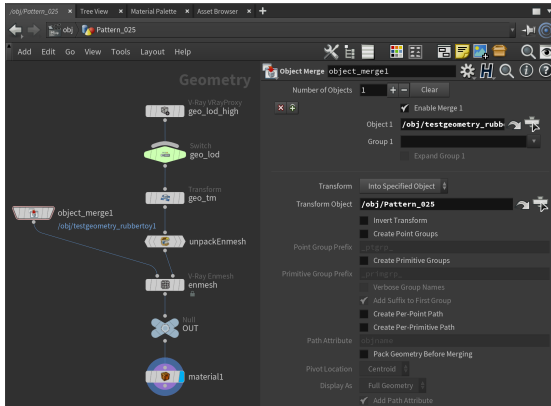 /obj/Pattern_025
Tree View
Material Palette
Asset Browser
obj
Pattern_025
Add Edit Go View Tools Layout Help
Geometry
V-Ray VRayProxy
geo_lod_high
Switch
geo_lod
Transform
geo_tm
object_merge1
/obj/testgeometry_rubbertoy1
unpackEnmesh
V-Ray Enmesh
enmesh
Null
OUT
material1
Object Merge object_merge1
Number of Objects 1 Clear
Enable Merge 1
Object 1 /obj/testgeometry_rubb
Group 1
Expand Group 1
Transform Into Specified Object
Transform Object /obj/Pattern_025
Invert Transform
Create Point Groups
Point Group Prefix
Create Primitive Groups
Primitive Group Prefix
Verbose Group Names
Add Suffix to First Group
Create Per-Point Path
Create Per-Primitive Path
Path Attribute objname
Pack Geometry Before Merging
Pivot Location Centroid
Display As Full Geometry
Add Path Attribute